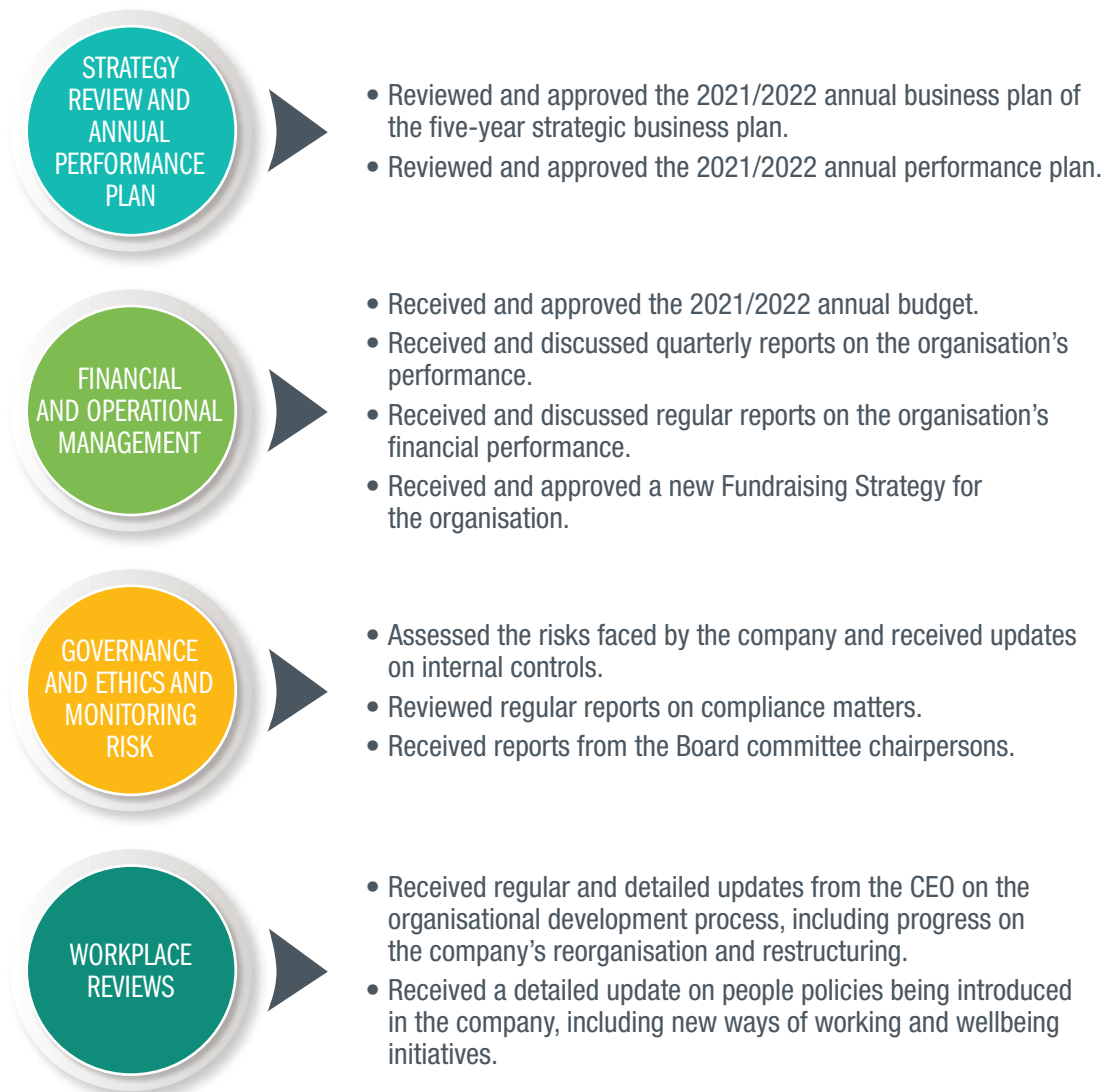 STRATEGY
REVIEW AND
ANNUAL
PERFORMANCE
PLAN
• Reviewed and approved the 2021/2022 annual business plan of
the five-year strategic business plan.
• Reviewed and approved the 2021/2022 annual performance plan.
FINANCIAL
AND OPERATIONAL
MANAGEMENT
• Received and approved the 2021/2022 annual budget.
• Received and discussed quarterly reports on the organisation’s
performance.
• Received and discussed regular reports on the organisation’s
financial performance.
• Received and approved a new Fundraising Strategy for
the organisation.
GOVERNANCE
AND ETHICS AND
MONITORING
RISK
• Assessed the risks faced by the company and received updates
on internal controls.
• Reviewed regular reports on compliance matters.
• Received reports from the Board committee chairpersons.
WORKPLACE
REVIEWS
• Received regular and detailed updates from the CEO on the
organisational development process, including progress on
the company’s reorganisation and restructuring.
• Received a detailed update on people policies being introduced
in the company, including new ways of working and wellbeing
initiatives.